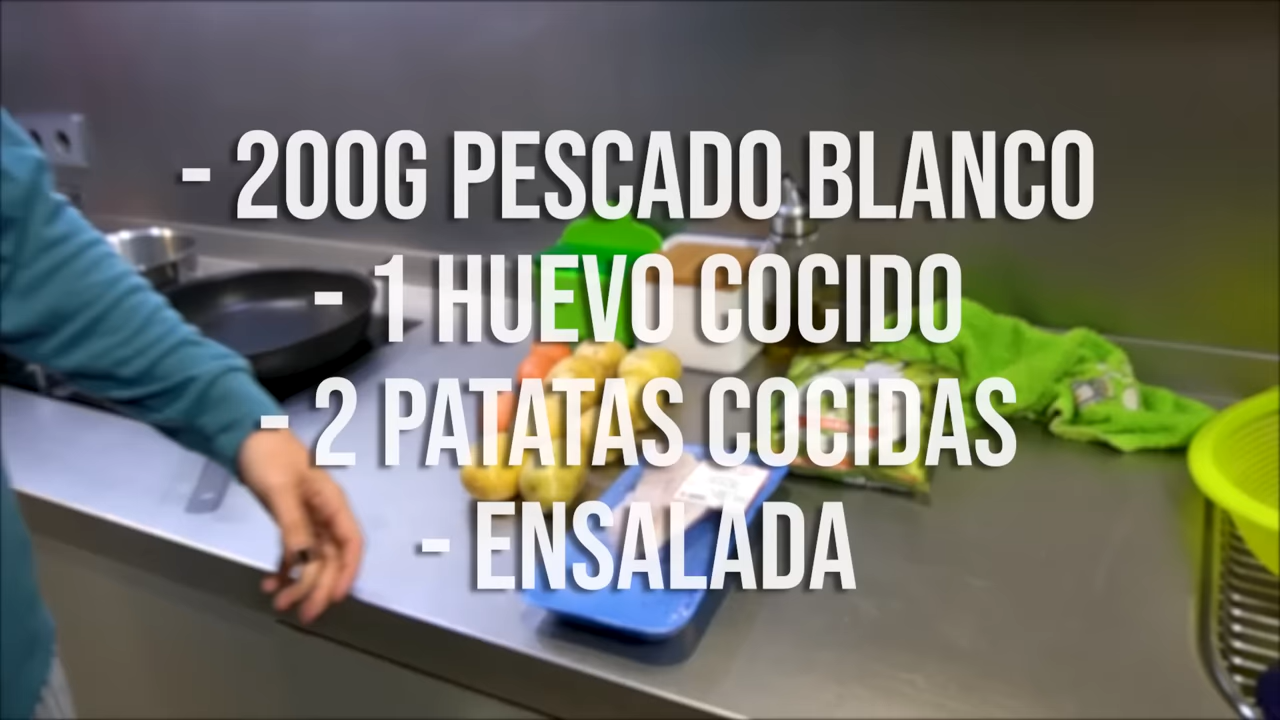 - 200G PESCADO BLANCO
- 1 HUEVO COCIDO
- 2 PATATAS COCIDAS
- ENSALADA